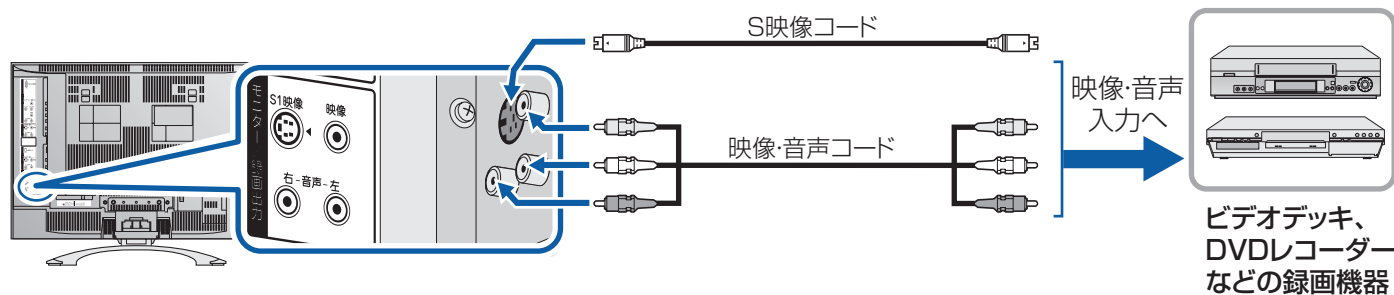 S映像コード
モニター/録画出力
S1映像
映像
右-音声-左
映像・音声コード
映像・音声
入力へ
ビデオデッキ、
DVDレコーダー
などの録画機器